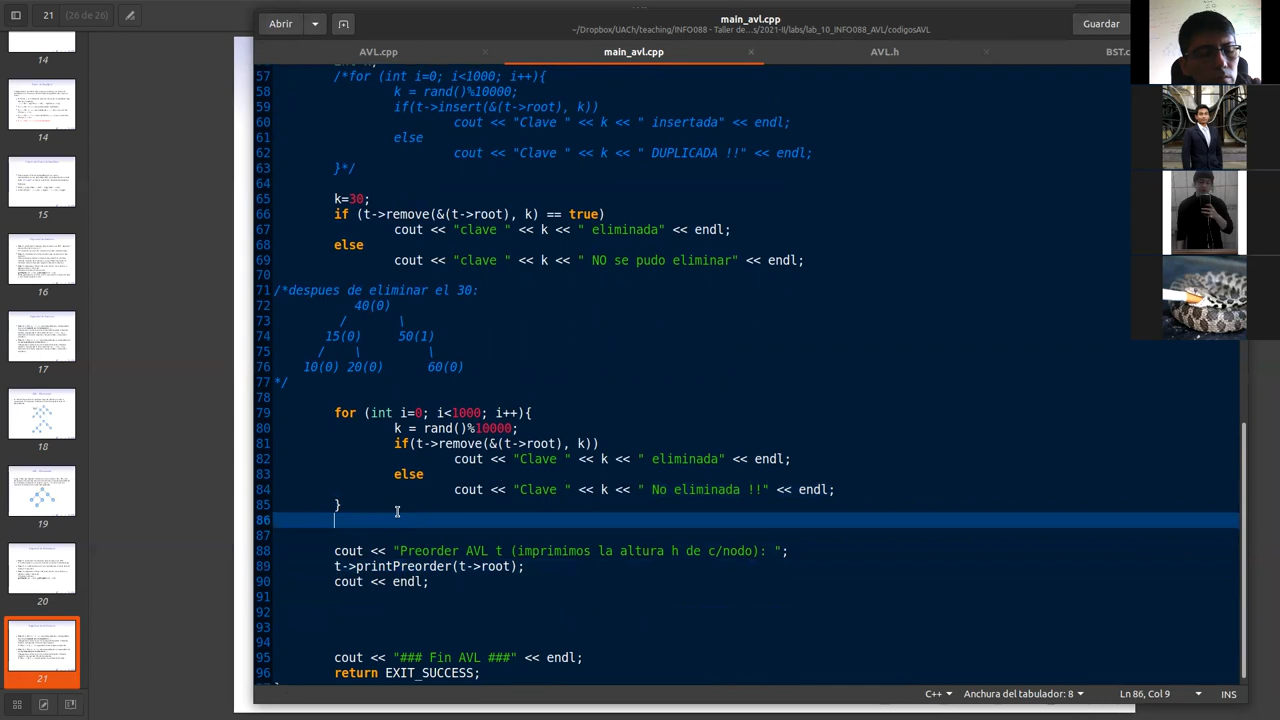 21 (26 de 26)
Abrir
main_avl.cpp
~/Dropbox/UACh/teaching/INFO088 - Taller de...s/2021-II/labs/lab_10_INFO088_AVL/codigosAVL
Guardar
AVL.cpp
main_avl.cpp
AVL.h
BST.c
57 /*for (int i=0; i<1000; i++){
58 k = rand()%10000;
59 if(t->insert(&(t->root), k))
60 cout << "Clave " << k << " insertada" << endl;
61 else
62 cout << "Clave " << k << " DUPLICADA !!" << endl;
63 }*/
64
65 k=30;
66 if (t->remove(&(t->root), k) == true)
67 cout << "clave " << k << " eliminada" << endl;
68 else
69 cout << "Clave " << k << " NO se pudo eliminar" << endl;
70
71 /*despues de eliminar el 30:
72 40(0)
73 / \
74 15(0) 50(1)
75 / \ \
76 10(0) 20(0) 60(0)
77 */
78
79 for (int i=0; i<1000; i++){
80 k = rand()%10000;
81 if(t->remove(&(t->root), k))
82 cout << "Clave " << k << " eliminada" << endl;
83 else
84 cout << "Clave " << k << " No eliminada !!" << endl;
85 }
86
87
88 cout << "Preorder AVL (imprimimos la altura h de c/nodo): ";
89 t->printPreorder(t->root);
90 cout << endl;
91
92
93
94
95 cout << "### Fin AVL ###" << endl;
96 return EXIT_SUCCESS;
C++
Anchura del tabulador: 8
Ln 86, Col 9
INS
14
14
15
16
17
18
19
20
21